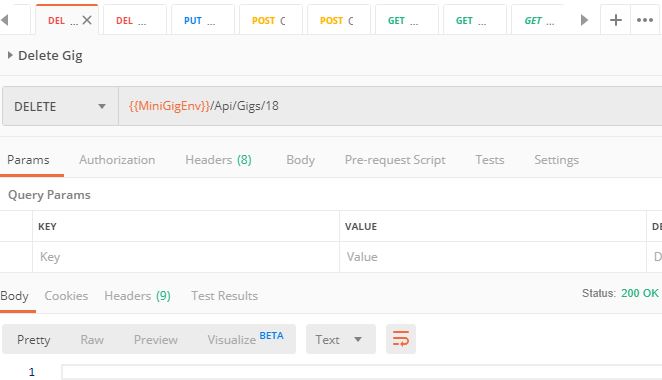 DEL ... DEL ... PUT ... POST C POST C GET ... GET ... GET ...
Delete Gig
DELETE {{MiniGigEnv}}/Api/Gigs/18
Params Authorization Headers (8) Body Pre-request Script Tests Settings
Query Params
KEY VALUE DE
Key Value D
Body Cookies Headers (9) Test Results Status: 200 OK
Pretty Raw Preview Visualize BETA Text
1